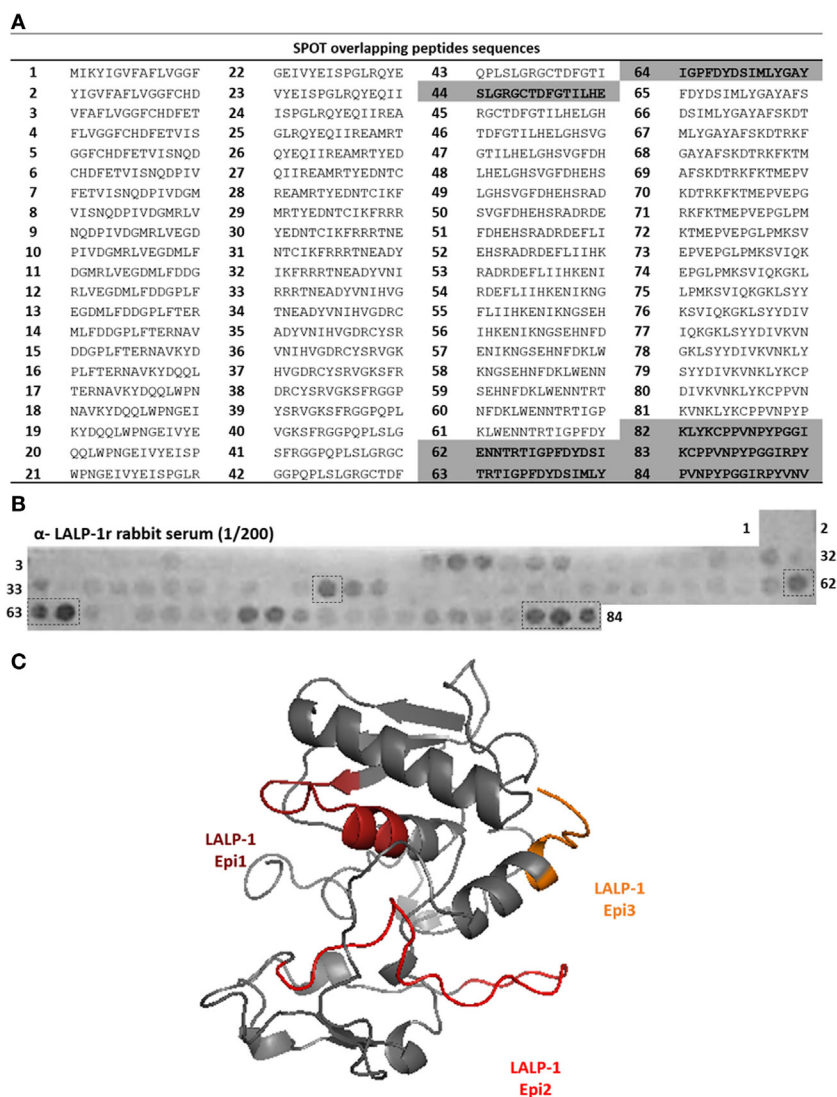 A
SPOT overlapping peptides sequences
1 MIKYIGVFAFLVGGF 22 GEIVYEISPGLRQYE 43 QPLSLGRGCTDFGTI 64 IGPFDYDSIMLYGAY
2 YIGVFAFLVGGFCHD 23 VYEISPGLRQYEQII 44 SLGRGCTDFGTILHE 65 FDYDSIMLYGAYAFS
3 VFAFLVGGFCHDFET 24 ISPGLRQYEQIIREA 45 RGCTDFGTILHELGH 66 DSIMLYGAYAFSKDT
4 FLVGGFCHDFETVIS 25 GLRQYEQIIREAMRT 46 TDFGTILHELGHSVG 67 MLYGAYAFSKDTRKF
5 GGFCHDFETVISNQD 26 QYEQIIREAMRTYED 47 GTILHELGHSVGFDH 68 GAYAFSKDTRKFKTM
6 CHDFETVISNQDPIV 27 QIIREAMRTYEDNTC 48 LHELGHSVGFDHEHS 69 AFSKDTRKFKTMEPV
7 FETVISNQDPIVDGM 28 REAMRTYEDNTCIKF 49 LGHSVGFDHEHSRAD 70 KDTRKFKTMEPVEPG
8 VISNQDPIVDGMRLV 29 MRTYEDNTCIKFRRR 50 SVGFDHEHSRADRDE 71 RKFKTMEPVEPGLPM
9 NQDPIVDGMRLVEGD 30 YEDNTCIKFRRRTNE 51 FDHEHSRADRDEFLI 72 KTMEPVEPGLPMKSV
10 PIVDGMRLVEGDMLF 31 NTCIKFRRRTNEADY 52 EHSRADRDEFLIIHK 73 EPVEPGLPMKSVIQK
11 DGMRLVEGDMLFDDG 32 IKFRRRTNEADYVNI 53 RADRDEFLIIHKENI 74 EPGLPMKSVIQKGKL
12 RLVEGDMLFDDGPLF 33 RRRTNEADYVNIHVG 54 RDEFLIIHKENIKNG 75 LPMKSVIQKGKLSYY
13 EGDMLFDDGPLFTER 34 TNEADYVNIHVGDRC 55 FLIIHKENIKNGSEH 76 KSVIQKGKLSYYDIV
14 MLFDDGPLFTERNAV 35 ADYVNIHVGDRCYSR 56 IHKENIKNGSEHNFD 77 IQKGKLSYYDIVKVN
15 DDGPLFTERNAVKYD 36 VNIHVGDRCYSRVGK 57 ENIKNGSEHNFDKLW 78 GKLSYYDIVKVNKLY
16 PLFTERNAVKYDQQL 37 HVGDRCYSRVGKSFR 58 KNGSEHNFDKLWENN 79 SYYDIVKVNKLYKCP
17 TERNAVKYDQQLWPN 38 DRCYSRVGKSFRGGP 59 SEHNFDKLWENNTRT 80 DIVKVNKLYKCPPVN
18 NAVKYDQQLWPNGEI 39 YSRVGKSFRGGPQPL 60 NFDKLWENNTRTIGP 81 KVNKLYKCPPVNPYP
19 KYDQQLWPNGEIVYE 40 VGKSFRGGPQPLSLG 61 KLWENNTRTIGPFDY 82 KLYKCPPVNPYPGGI
20 QQLWPNGEIVYEISP 41 SFRGGPQPLSLGRGC 62 ENNTRTIGPFDYDSI 83 KCPPVNPYPGGIRPY
21 WPNGEIVYEISPGLR 42 GGPQPLSLGRGCTDF 63 TRTIGPFDYDSIMLY 84 PVNPYPGGIRPYVNV
B
α- LALP-1r rabbit serum (1/200) 1 2
3 32
33 62
63 84
C
LALP-1
Epi1
LALP-1
Epi3
LALP-1
Epi2